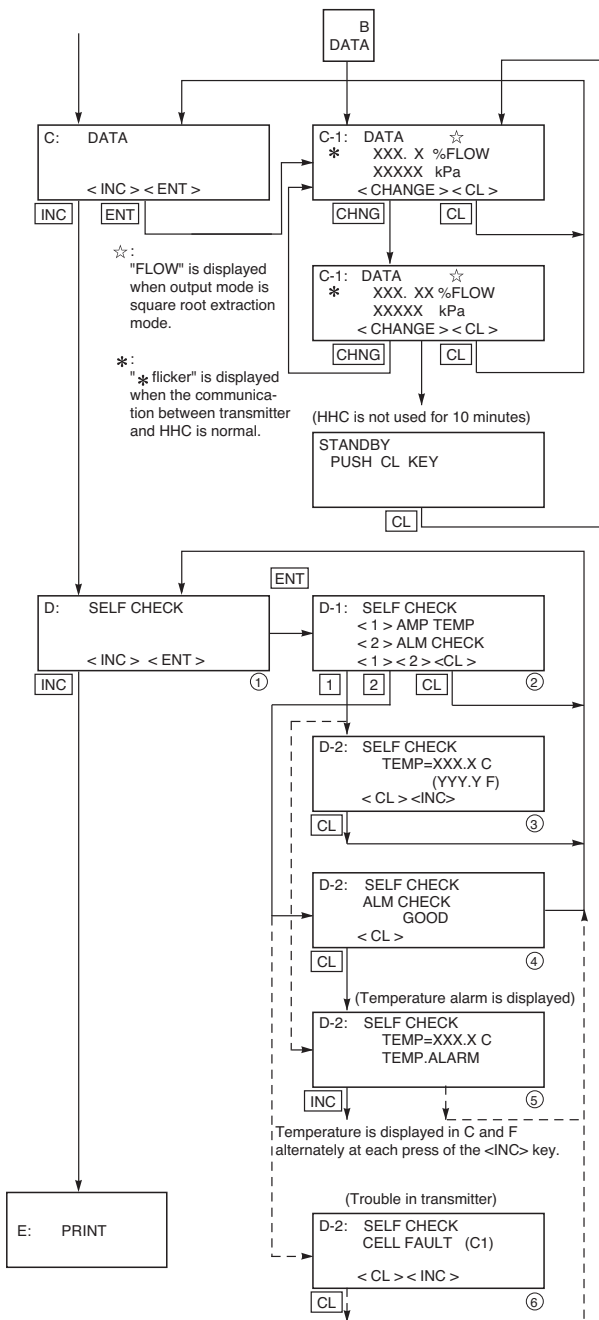 B
DATA
C: DATA
< INC > < ENT >
INC
ENT
C-1: DATA ☆
* XXX. X %FLOW
XXXXX kPa
< CHANGE > < CL >
CHNG
CL
☆:
"FLOW" is displayed
when output mode is
square root extraction
mode.
*:
"* flicker" is displayed
when the communica-
tion between transmitter
and HHC is normal.
C-1: DATA ☆
* XXX. XX %FLOW
XXXXX kPa
< CHANGE > < CL >
CHNG
CL
(HHC is not used for 10 minutes)
STANDBY
PUSH CL KEY
CL
D: SELF CHECK
< INC > < ENT >
①
INC
ENT
D-1: SELF CHECK
< 1 > AMP TEMP
< 2 > ALM CHECK
< 1 > < 2 > <CL >
②
1
2
CL
D-2: SELF CHECK
TEMP=XXX.X C
(YYY.Y F)
< CL > <INC>
③
CL
D-2: SELF CHECK
ALM CHECK
GOOD
< CL >
④
CL
(Temperature alarm is displayed)
D-2: SELF CHECK
TEMP=XXX.X C
TEMP.ALARM
⑤
INC
Temperature is displayed in C and F
alternately at each press of the <INC> key.
E: PRINT
(Trouble in transmitter)
D-2: SELF CHECK
CELL FAULT (C1)
< CL > < INC >
⑥
CL